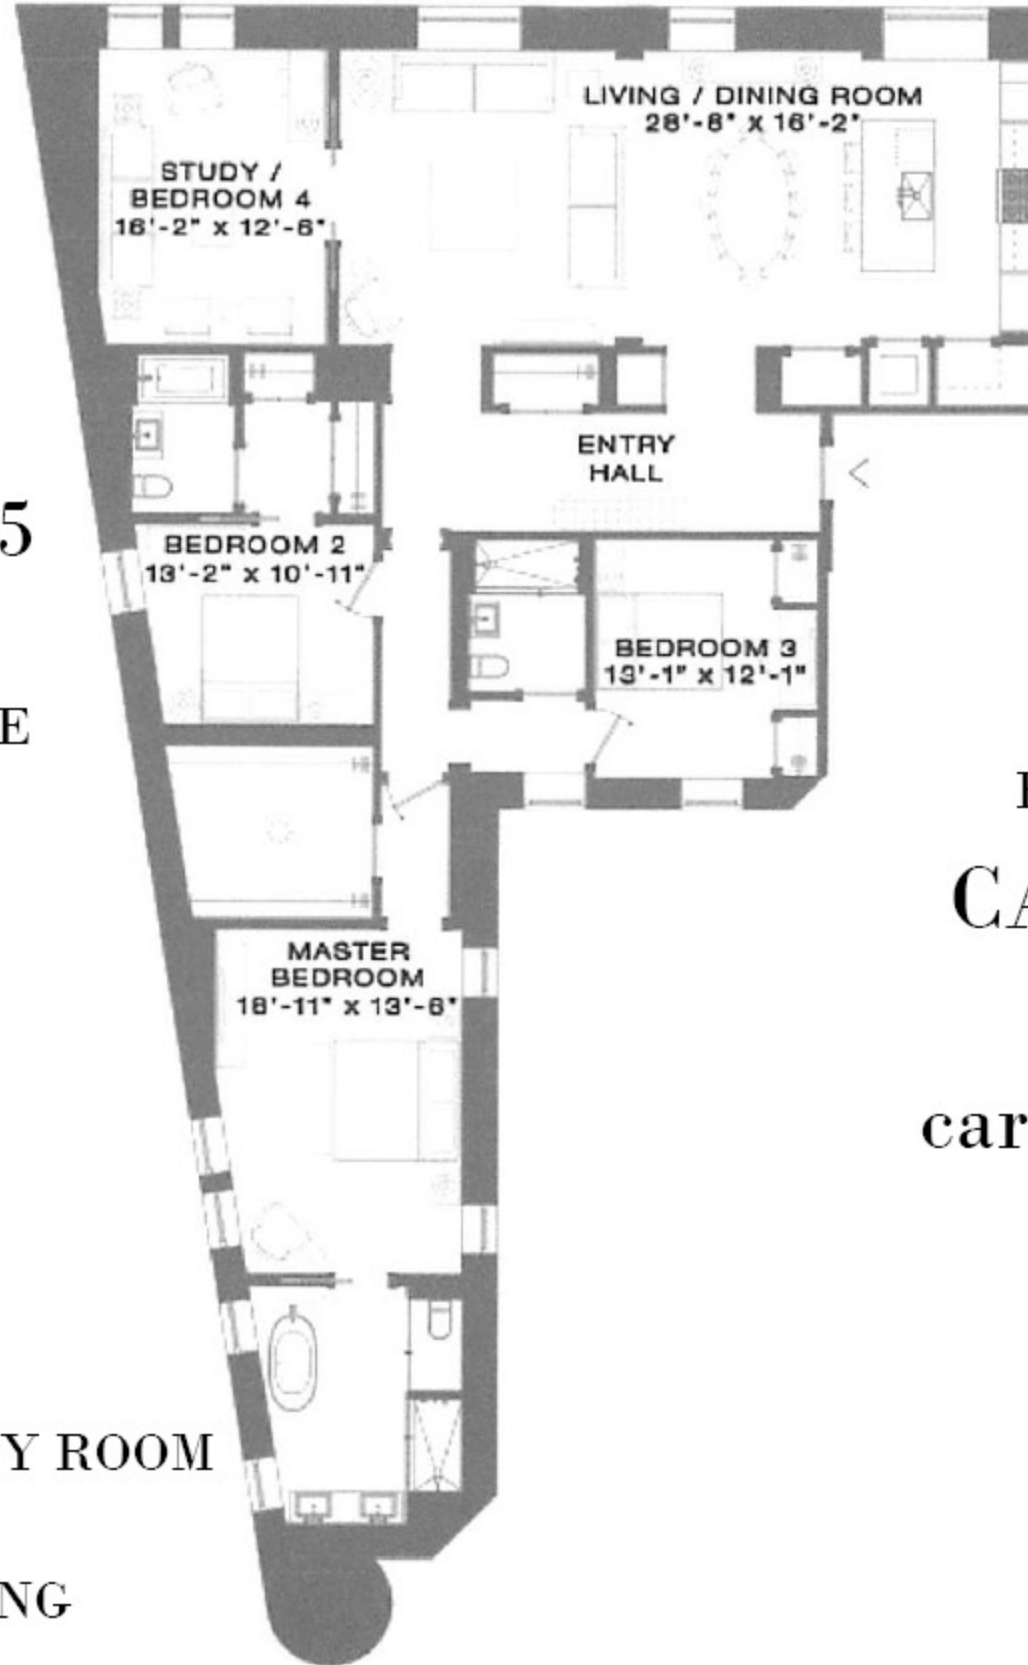 LIVING / DINING ROOM
28'-8" x 16'-2"
STUDY /
BEDROOM 4
16'-2" x 12'-6"
ENTRY
HALL
5
BEDROOM 2
13'-2" x 10'-11"
BEDROOM 3
13'-1" x 12'-1"
E
CA
MASTER
BEDROOM
18'-11" x 13'-6"
car
Y ROOM
NG